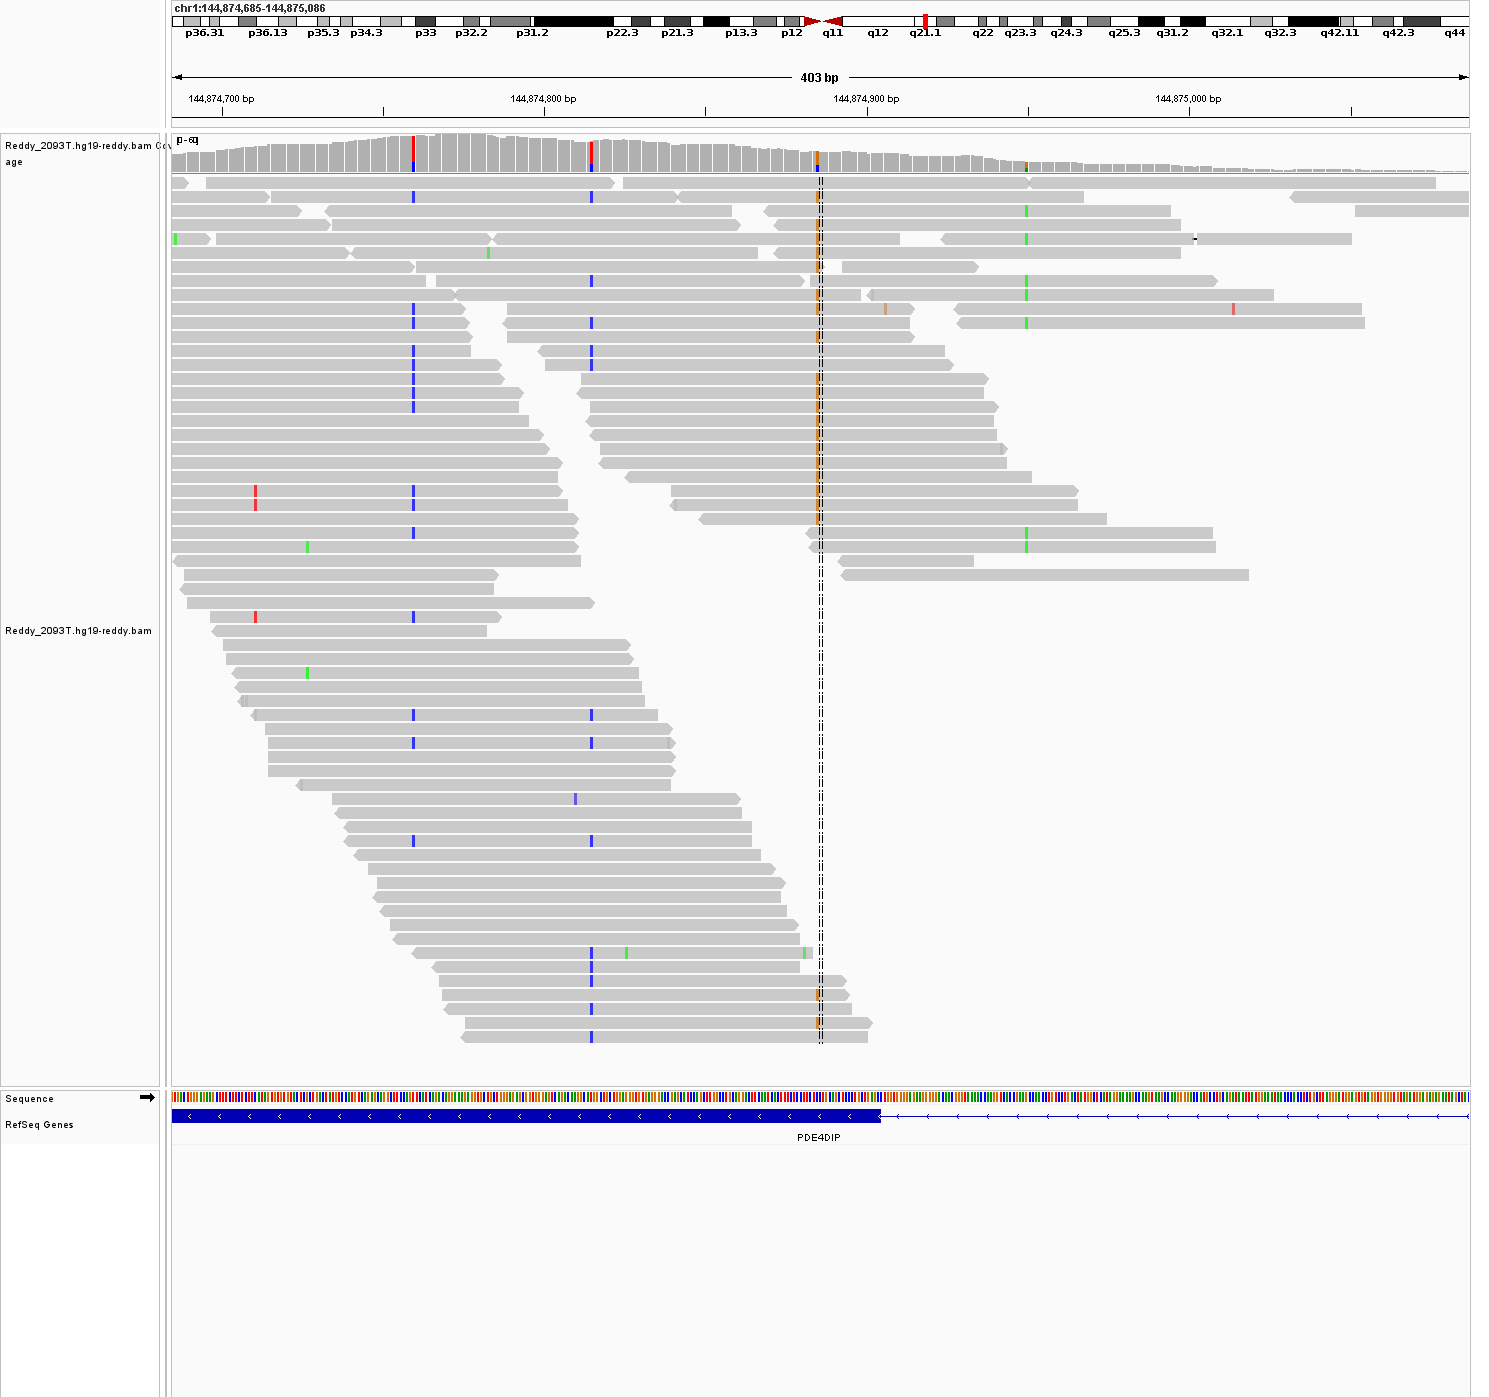 chr1:144,874,685-144,875,086
p36.31 p36.13 p35.3 p34.3 p33 p32.2 p31.2 p22.3 p21.3 p13.3 p12 q11 q12 q21.1 q22 q23.3 q24.3 q25.3 q31.2 q32.1 q32.3 q42.11 q42.3 q44
403 bp
144,874,700 bp 144,874,800 bp 144,874,900 bp 144,875,000 bp
Reddy_2093T.hg19-reddy.bam Cov
age
Reddy_2093T.hg19-reddy.bam
Sequence
RefSeq Genes
PDE4DIP